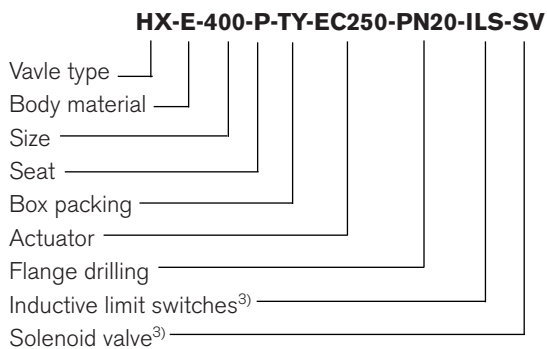 HX-E-400-P-TY-EC250-PN20-ILS-SV
Vavle type
Body material
Size
Seat
Box packing
Actuator
Flange drilling
Inductive limit switches3)
Solenoid valve3)